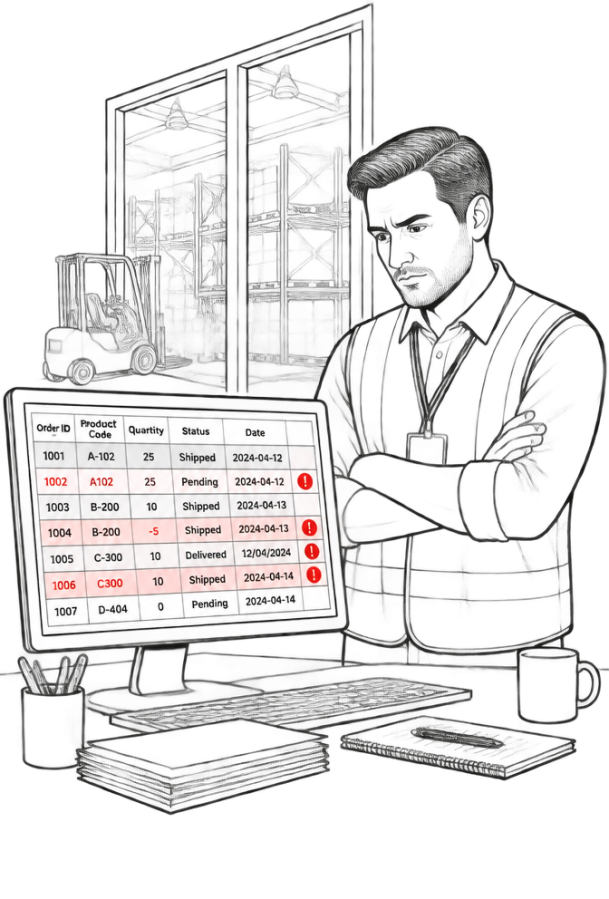 Order ID Product Code Quartity Status Date
1001 A-102 25 Shipped 2024-04-12
1002 A102 25 Pending 2024-04-12 !
1003 B-200 10 Shipped 2024-04-13
1004 B-200 -5 Shipped 2024-04-13 !
1005 C-300 10 Delivered 12/04/2024 !
1006 C300 10 Shipped 2024-04-14 !
1007 D-404 0 Pending 2024-04-14